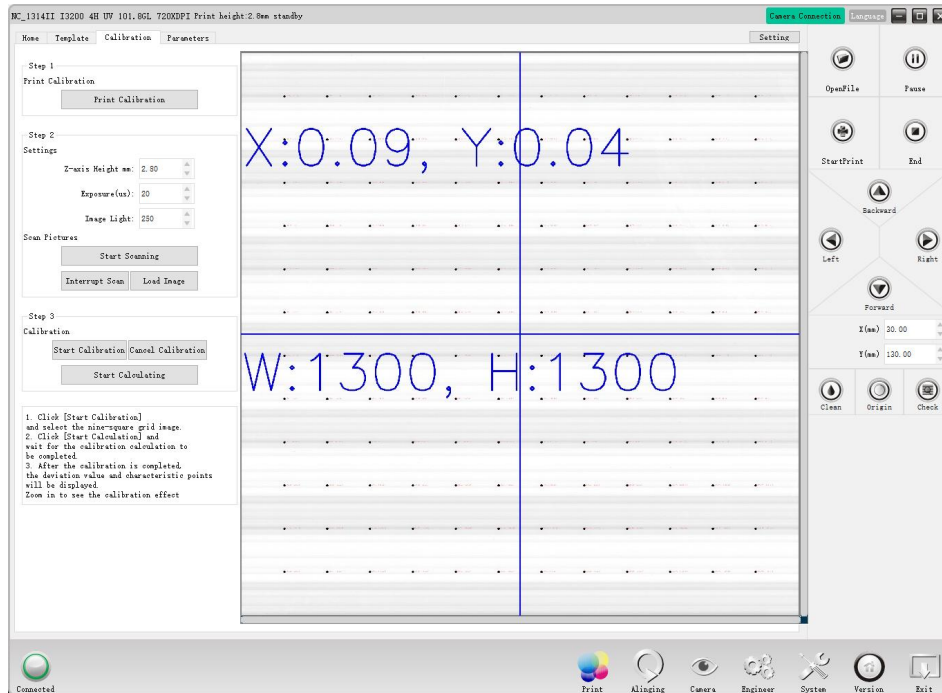 NC_1314II I3200 4H UV 101.8GL 720XDPI Print height:2.8mm standby
Camera Connection
Language
Home
Template
Calibration
Parameters
Setting
Step 1
Print Calibration
Print Calibration
Step 2
Settings
Z-axis Height mm: 2.80
Exposure(us): 20
Image Light: 250
Scan Pictures
Start Scanning
Interrupt Scan
Load Image
Step 3
Calibration
Start Calibration
Cancel Calibration
Start Calculating
1. Click [Start Calibration]
and select the nine-square grid image.
2. Click [Start Calculation] and
wait for the calibration calculation to
be completed.
3. After the calibration is completed,
the deviation value and characteristic points
will be displayed.
Zoom in to see the calibration effect
X:0.09, Y:0.04
W:1300, H:1300
OpenFile
Pause
StartPrint
End
Backward
Left
Right
Forward
X(mm) 30.00
Y(mm) 130.00
Clean
Origin
Check
Connected
Print
Alinging
Camera
Engineer
System
Version
Exit